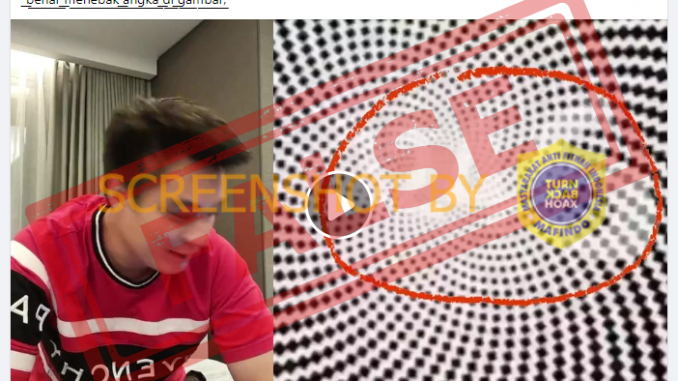 benar menebak angka di gambar,
FALSE
SCREENSHOT BY
MASYARAKAT ANTI FITNAH INDONESIA
TURN
BACK
HOAX
MAFINDO